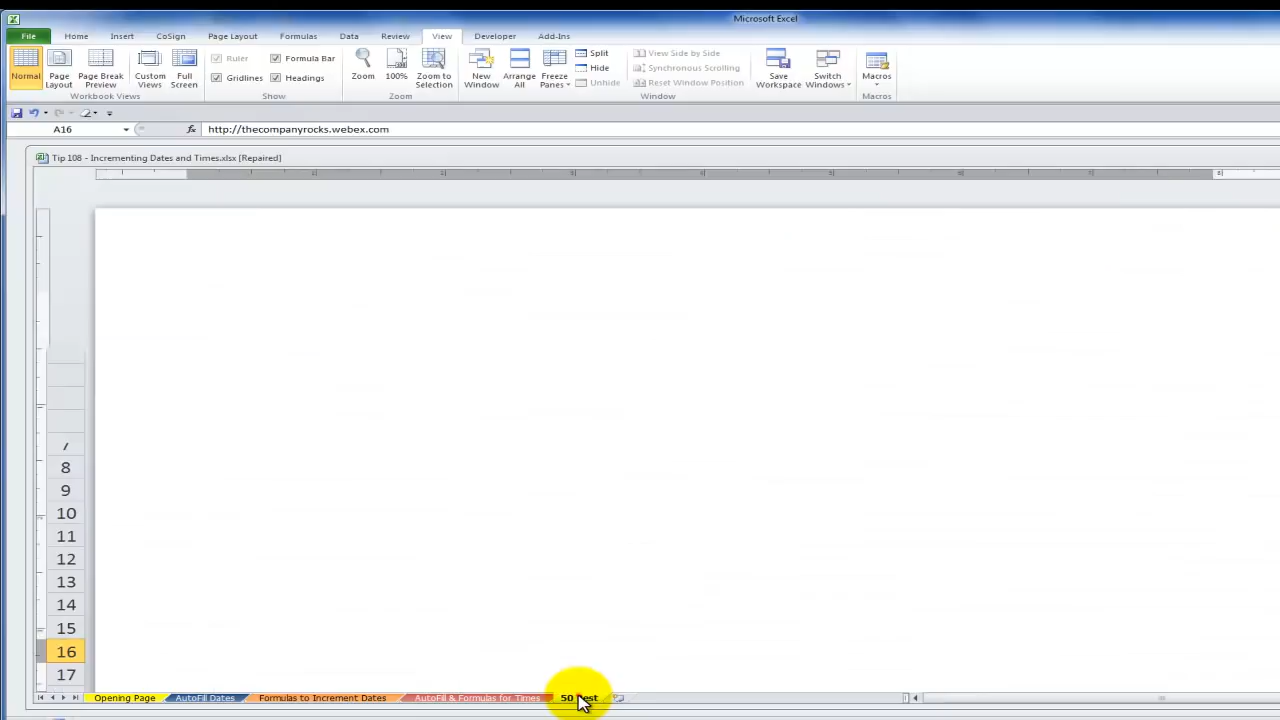 Microsoft Excel
File Home Insert CoSign Page Layout Formulas Data Review View Developer Add-Ins
Normal Page Layout Page Break Preview Custom Views Full Screen
Workbook Views
Ruler Formula Bar
Gridlines Headings
Show
Zoom 100% Zoom to Selection
Zoom
New Window Arrange All Freeze Panes
Split
Hide
Unhide
View Side by Side
Synchronous Scrolling
Reset Window Position
Window
Save Workspace Switch Windows
Macros
Macros
A16 fx http://thecompanyrocks.webex.com
Tip 108 - Incrementing Dates and Times.xlsx [Repaired]
7
8
9
10
11
12
13
14
15
16
17
Opening Page AutoFill Dates Formulas to Increment Dates AutoFill & Formulas for Times 50